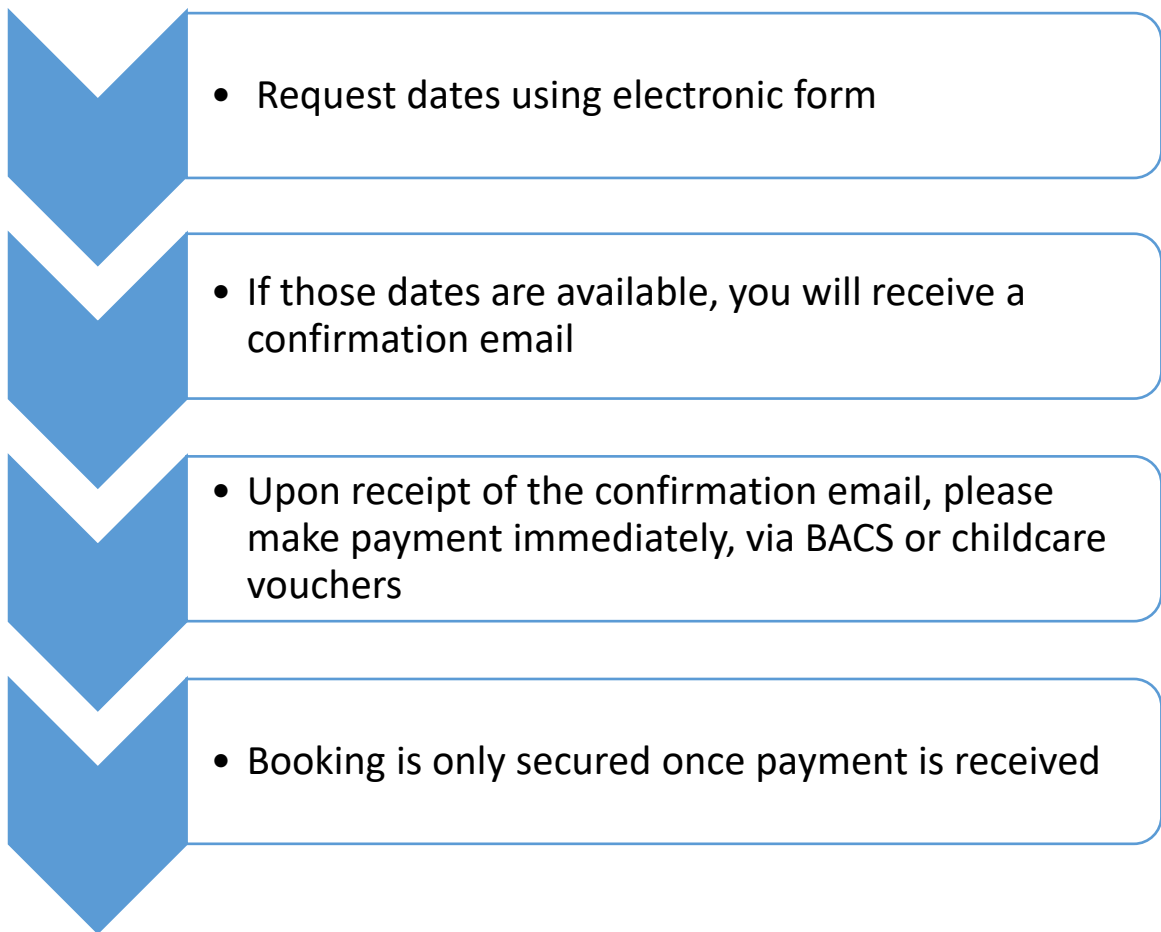 • Request dates using electronic form
• If those dates are available, you will receive a
confirmation email
• Upon receipt of the confirmation email, please
make payment immediately, via BACS or childcare
vouchers
• Booking is only secured once payment is received